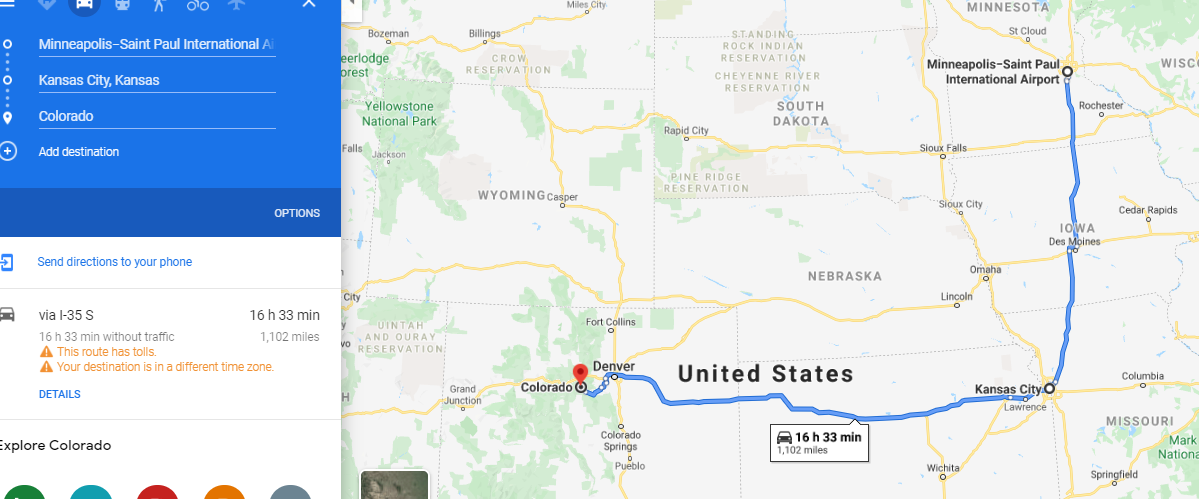 Minneapolis–Saint Paul International Ai
Kansas City, Kansas
Colorado
Add destination
OPTIONS
Send directions to your phone
via I-35 S
16 h 33 min
16 h 33 min without traffic
1,102 miles
This route has tolls.
Your destination is in a different time zone.
DETAILS
Explore Colorado
Miles City
Bozeman
Billings
CROW
RESERVATION
STANDING
ROCK INDIAN
RESERVATION
CHEYENNE RIVER
RESERVATION
MINNESOTA
St Cloud
Minneapolis–Saint Paul
International Airport
WISC
Rochester
eerlodge
orest
Yellowstone
National Park
Falls
Jackson
SOUTH
DAKOTA
Rapid City
Sioux Falls
PINE RIDGE
RESERVATION
WYOMING
Casper
Sioux City
Cedar Rapids
IOWA
Des Moines
NEBRASKA
Omaha
Lincoln
City
UINTAH
AND OURAY
RESERVATION
vo
Fort Collins
Denver
Colorado
Grand
Junction
United States
Kansas City
Lawrence
Columbia
MISSOURI
Colorado
Springs
Pueblo
16 h 33 min
1,102 miles
Wichita
Mark
Nationa
Springfield